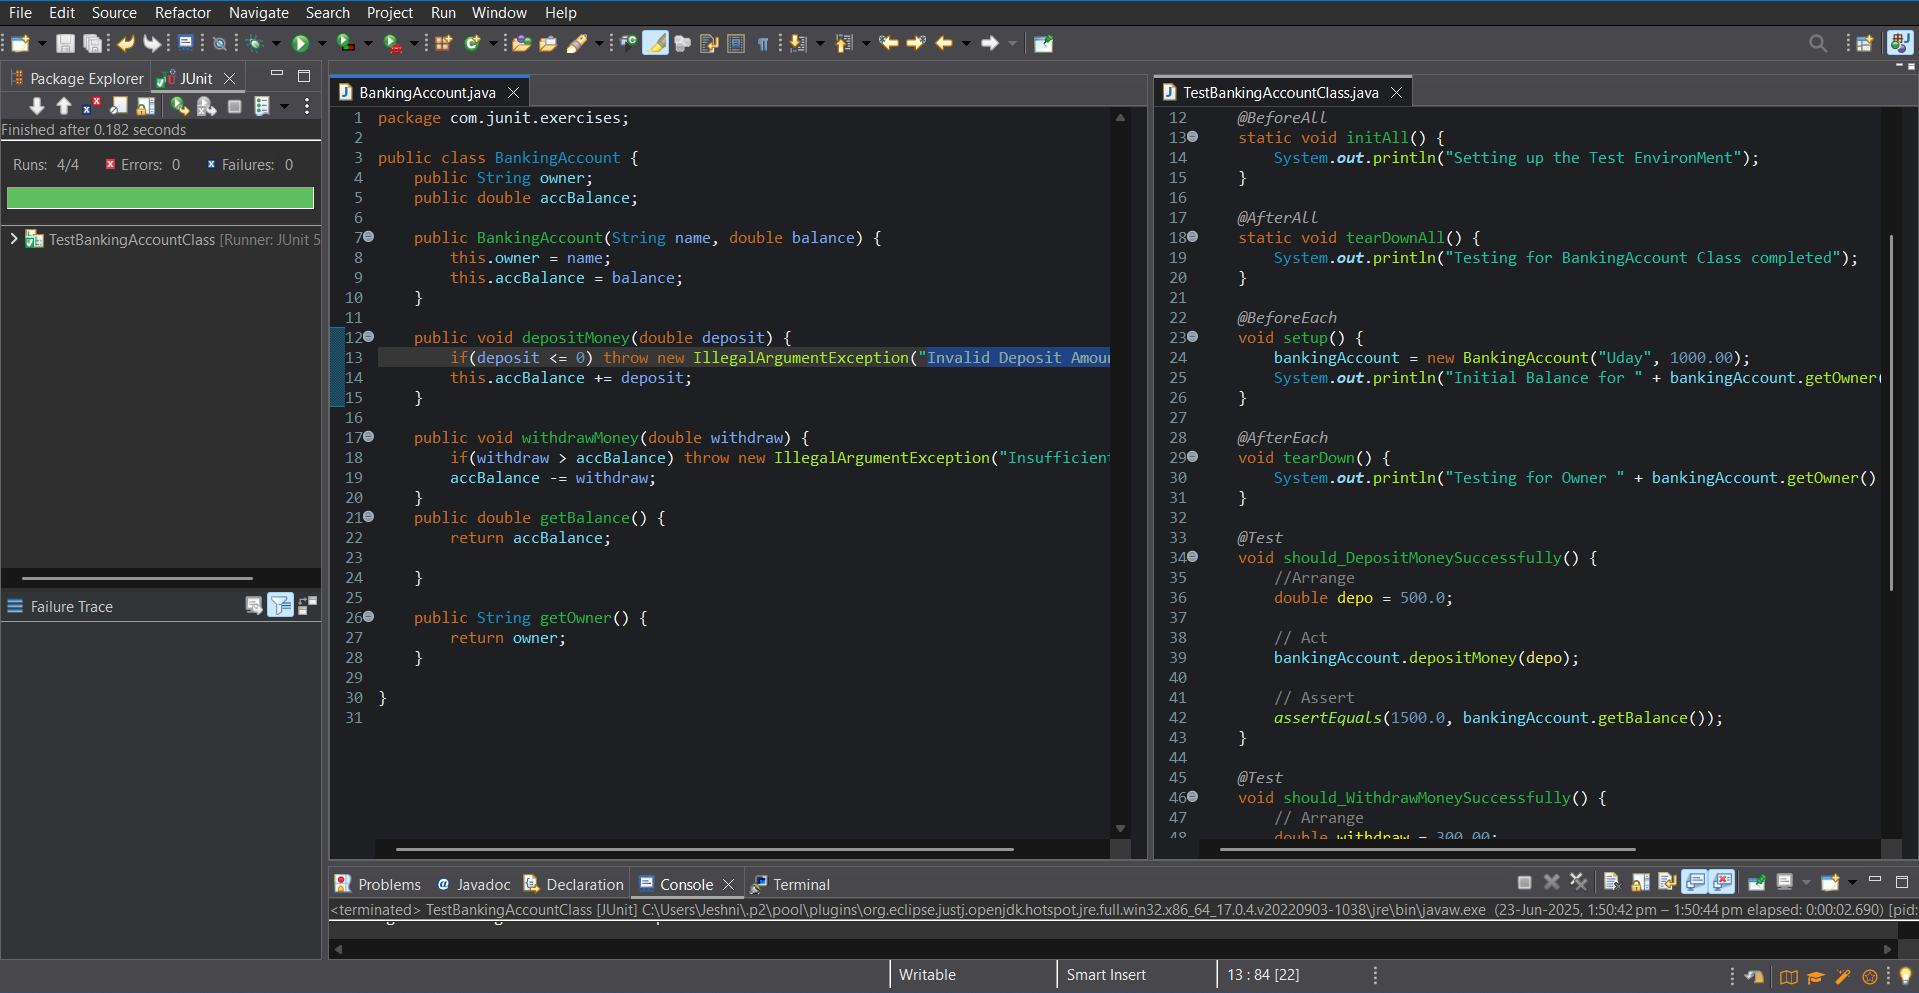 File Edit Source Refactor Navigate Search Project Run Window Help
Package Explorer JUnit
Finished after 0.182 seconds
Runs: 4/4 Errors: 0 Failures: 0
TestBankingAccountClass [Runner: JUnit 5
Failure Trace
BankingAccount.java
1 package com.junit.exercises;
2
3 public class BankingAccount {
4 public String owner;
5 public double accBalance;
6
7 public BankingAccount(String name, double balance) {
8 this.owner = name;
9 this.accBalance = balance;
10 }
11
12 public void depositMoney(double deposit) {
13 if(deposit <= 0) throw new IllegalArgumentException("Invalid Deposit Amou
14 this.accBalance += deposit;
15 }
16
17 public void withdrawMoney(double withdraw) {
18 if(withdraw > accBalance) throw new IllegalArgumentException("Insufficient
19 accBalance -= withdraw;
20 }
21 public double getBalance() {
22 return accBalance;
23
24 }
25
26 public String getOwner() {
27 return owner;
28 }
29
30 }
31
TestBankingAccountClass.java
12 @BeforeAll
13 static void initAll() {
14 System.out.println("Setting up the Test EnvironMent");
15 }
16
17 @AfterAll
18 static void tearDownAll() {
19 System.out.println("Testing for BankingAccount Class completed");
20 }
21
22 @BeforeEach
23 void setup() {
24 bankingAccount = new BankingAccount("Uday", 1000.00);
25 System.out.println("Initial Balance for " + bankingAccount.getOwner(
26 }
27
28 @AfterEach
29 void tearDown() {
30 System.out.println("Testing for Owner " + bankingAccount.getOwner()
31 }
32
33 @Test
34 void should_DepositMoneySuccessfully() {
35 //Arrange
36 double depo = 500.0;
37
38 // Act
39 bankingAccount.depositMoney(depo);
40
41 // Assert
42 assertEquals(1500.0, bankingAccount.getBalance());
43 }
44
45 @Test
46 void should_WithdrawMoneySuccessfully() {
47 // Arrange
48 double withdraw = 300.00;
Problems Javadoc Declaration Console Terminal
<terminated> TestBankingAccountClass [JUnit] C:\Users\Jeshni\.p2\pool\plugins\org.eclipse.justj.openjdk.hotspot.jre.full.win32.x86_64_17.0.4.v20220903-1038\jre\bin\javaw.exe (23-Jun-2025, 1:50:42 pm – 1:50:44 pm elapsed: 0:00:02.690) [pid:
Writable Smart Insert 13 : 84 [22]